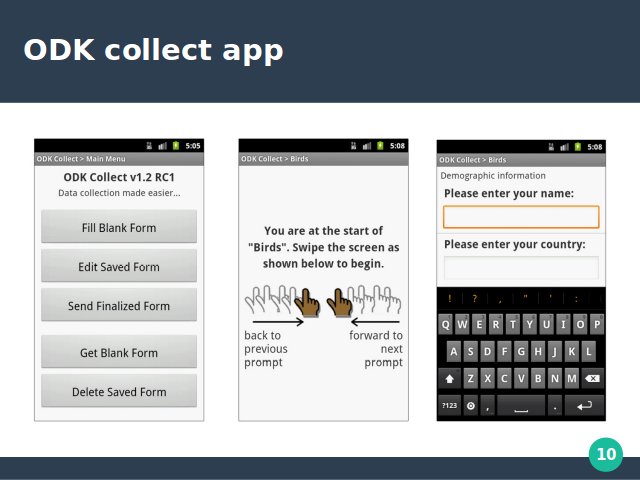 ODK collect app
5:05
ODK Collect > Main Menu
ODK Collect v1.2 RC1
Data collection made easier...
Fill Blank Form
Edit Saved Form
Send Finalized Form
Get Blank Form
Delete Saved Form
5:08
ODK Collect > Birds
You are at the start of
"Birds". Swipe the screen as
shown below to begin.
back to
previous
prompt
forward to
next
prompt
5:08
ODK Collect > Birds
Demographic information
Please enter your name:
Please enter your country:
! ? , " ' :
Q W E R T Y U I O P
A S D F G H J K L
Z X C V B N M
?123 , .
10